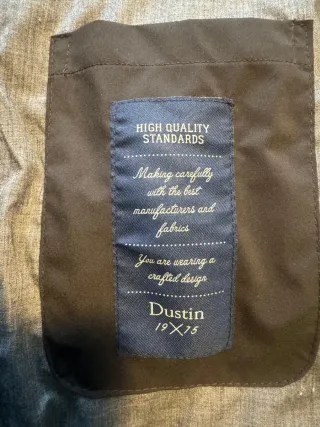 HIGH QUALITY
STANDARDS
Making carefully
with the best
manufacturers and
fabrics
You are wearing a
crafted design
Dustin
19 X 75